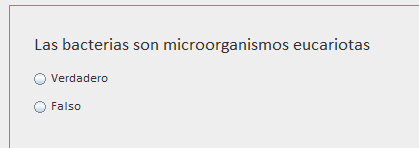 Las bacterias son microorganismos eucariotas
Verdadero
Falso